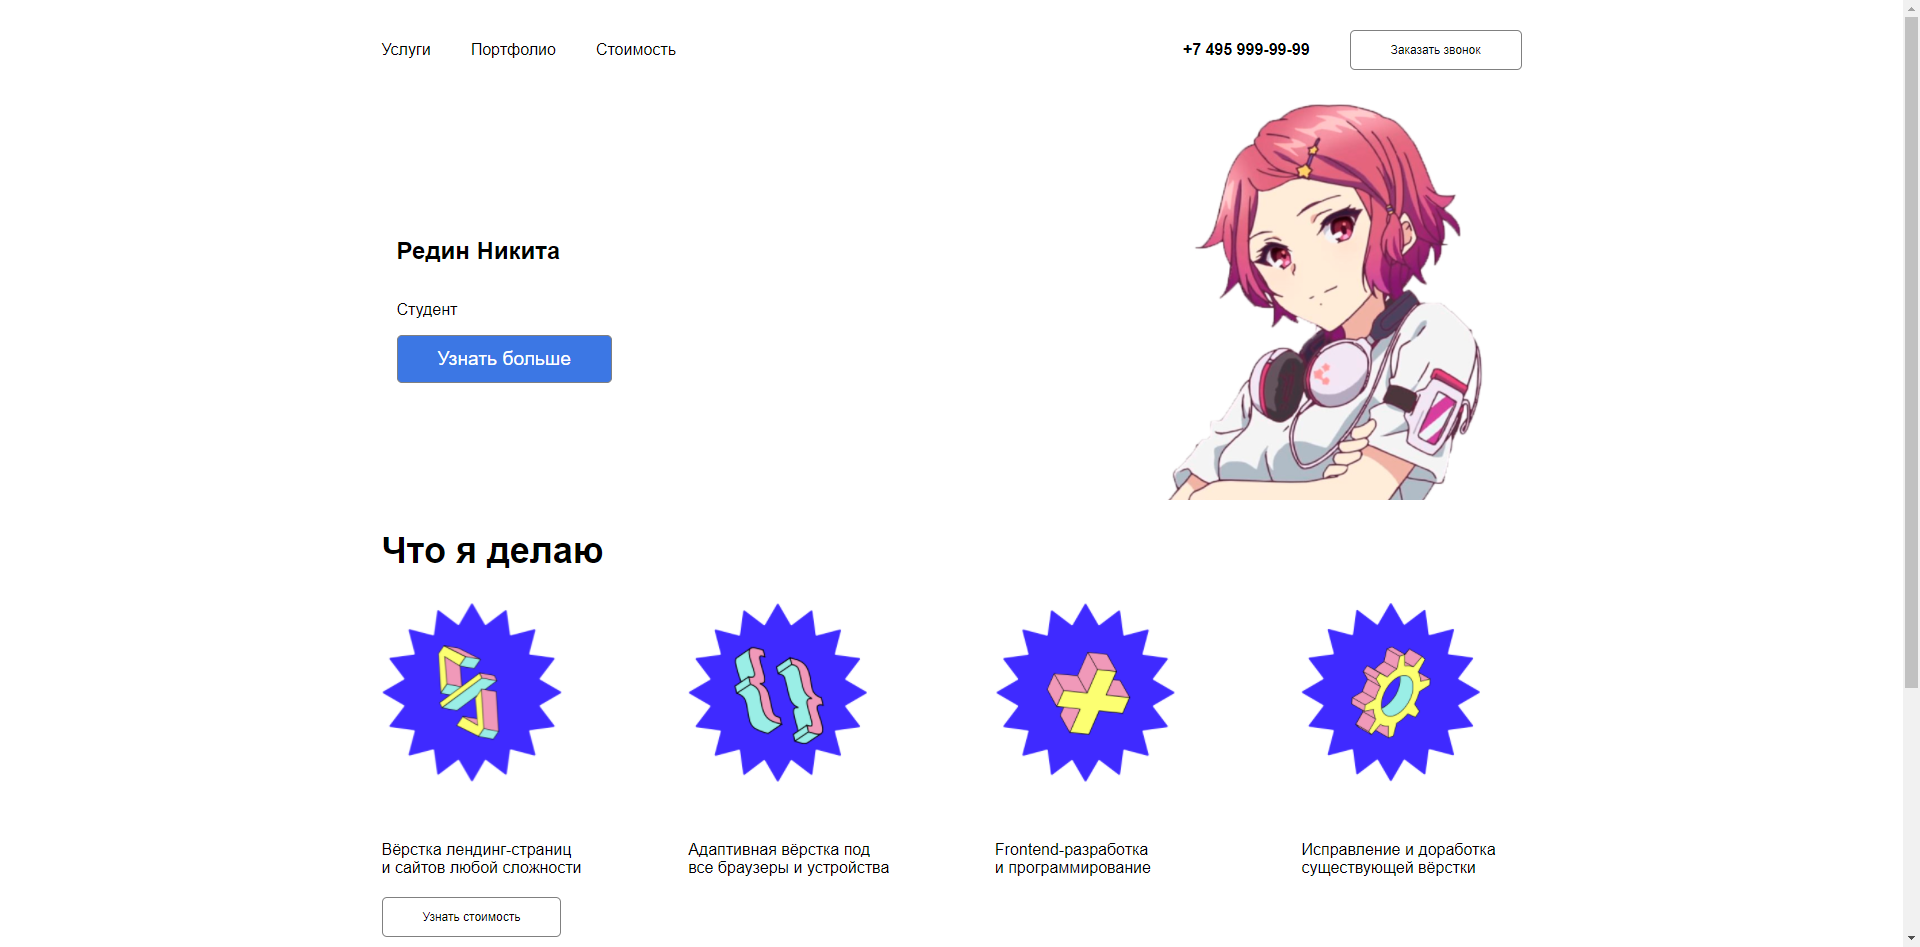 Услуги Портфолио Стоимость +7 495 999-99-99 Заказать звонок
Редин Никита
Студент
Узнать больше
Что я делаю
Вёрстка лендинг-страниц
и сайтов любой сложности
Адаптивная вёрстка под
все браузеры и устройства
Frontend-разработка
и программирование
Исправление и доработка
существующей вёрстки
Узнать стоимость